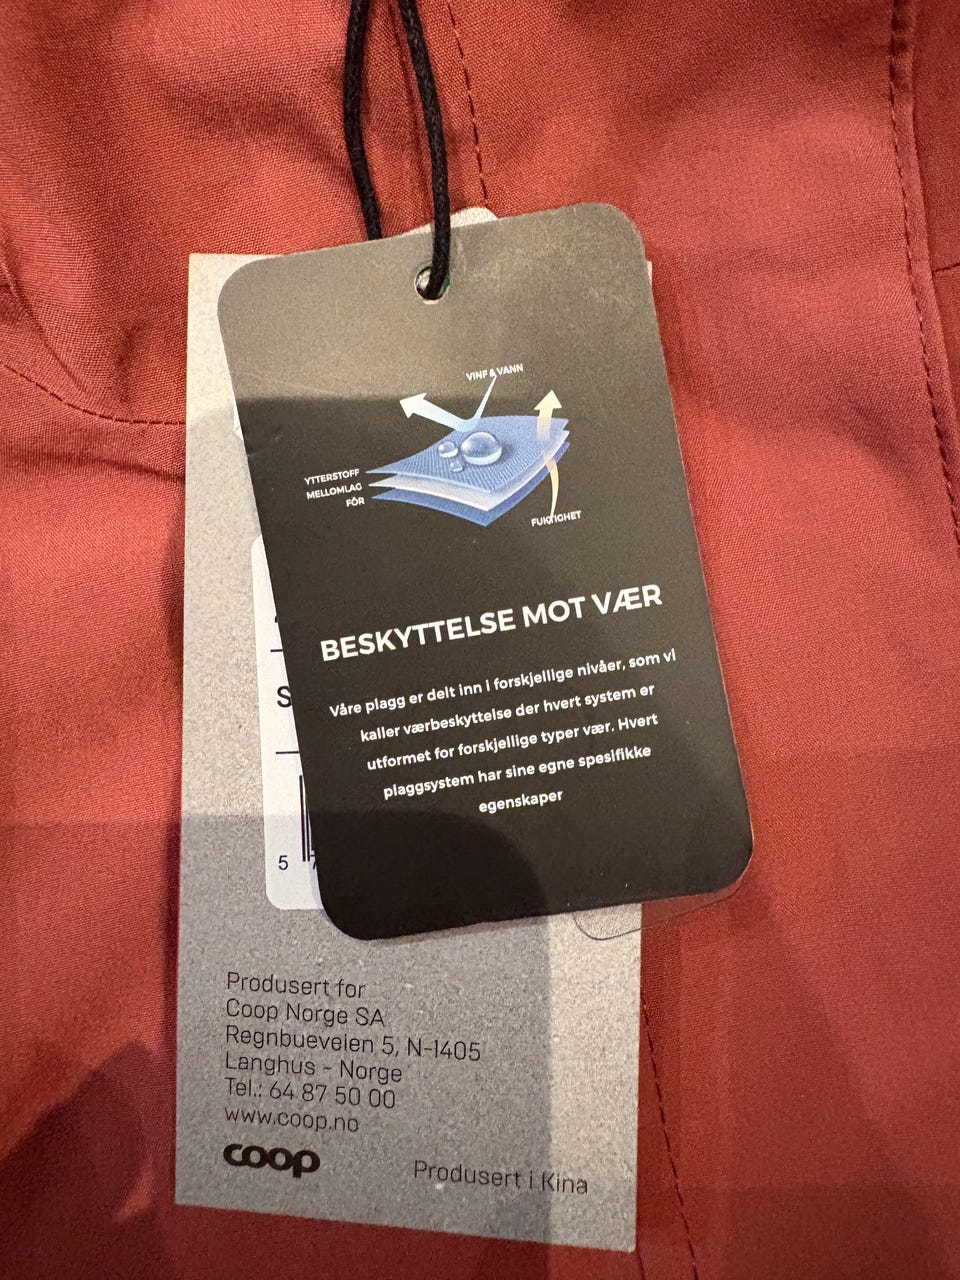 VINF & VANN
YTTERSTOFF
MELLOMLAG
FÔR
FUKTIGHET
BESKYTTELSE MOT VÆR
Våre plagg er delt inn i forskjellige nivåer, som vi
kaller værbeskyttelse der hvert system er
utformet for forskjellige typer vær. Hvert
plaggsystem har sine egne spesifikke
egenskaper
S
5 7
Produsert for
Coop Norge SA
Regnbueveien 5, N-1405
Langhus - Norge
Tel.: 64 87 50 00
www.coop.no
coop
Produsert i Kina